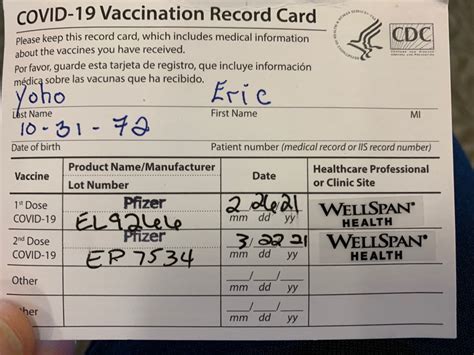 COVID-19 Vaccination Record Card
Please keep this record card, which includes medical information
about the vaccines you have received.
Por favor, guarde esta tarjeta de registro, que incluye información
médica sobre las vacunas que ha recibido.
CDC
Yoho Eric
Last Name First Name MI
10-31-72
Date of birth Patient number (medical record or IIS record number)
Vaccine Product Name/Manufacturer Date Healthcare Professional
Lot Number or Clinic Site
1st Dose Pfizer 2 26 21 WELLSPAN
COVID-19 EL9266 mm dd yy HEALTH
2nd Dose Pfizer 3 22 21 WELLSPAN
COVID-19 EP7534 mm dd yy HEALTH
Other / /
mm dd yy
/ /
mm dd yy